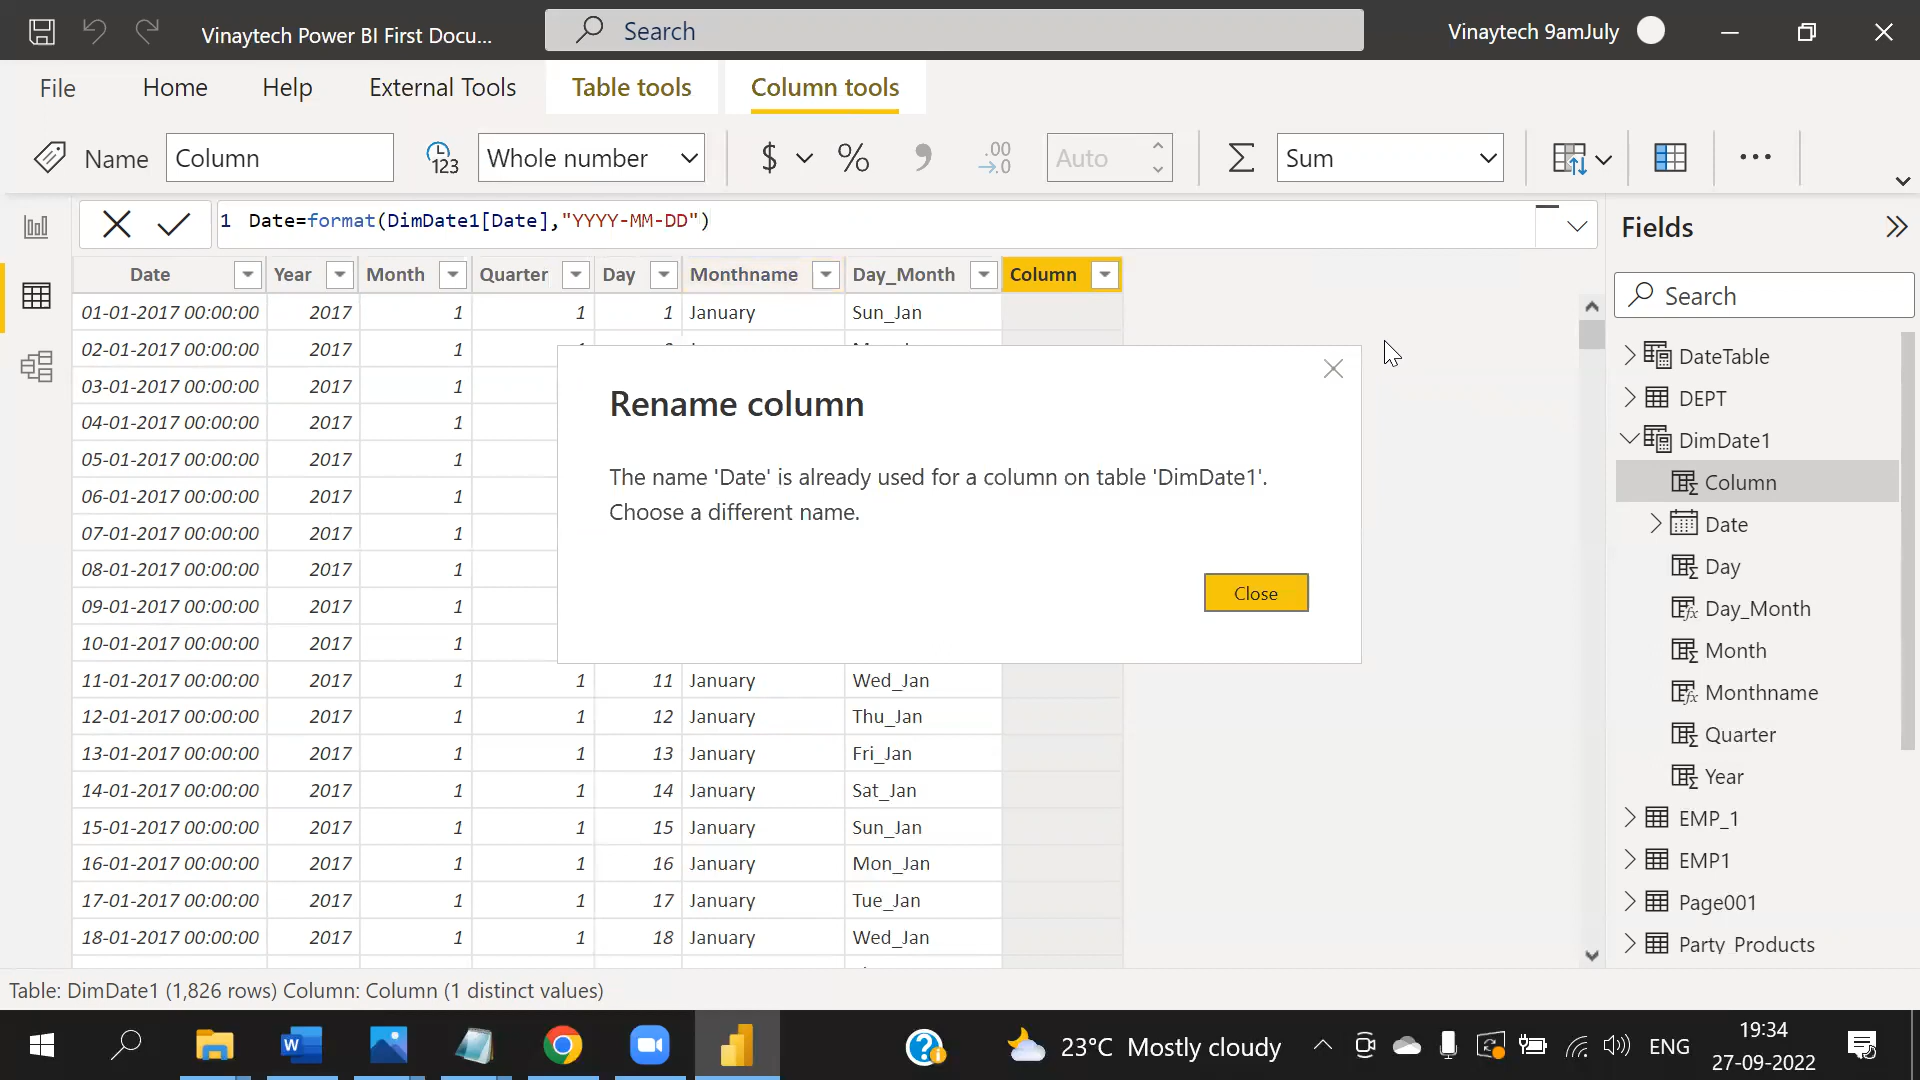 Vinaytech Power BI First Docu...
Search
Vinaytech 9amJuly
File Home Help External Tools Table tools Column tools
Name Column Whole number $ % Auto Sum
1 Date=format(DimDate1[Date],"YYYY-MM-DD")
Date Year Month Quarter Day Monthname Day_Month Column
01-01-2017 00:00:00 2017 1 1 1 January Sun_Jan
02-01-2017 00:00:00 2017 1
03-01-2017 00:00:00 2017 1
04-01-2017 00:00:00 2017 1
05-01-2017 00:00:00 2017 1
06-01-2017 00:00:00 2017 1
07-01-2017 00:00:00 2017 1
08-01-2017 00:00:00 2017 1
09-01-2017 00:00:00 2017 1
10-01-2017 00:00:00 2017 1
11-01-2017 00:00:00 2017 1 1 11 January Wed_Jan
12-01-2017 00:00:00 2017 1 1 12 January Thu_Jan
13-01-2017 00:00:00 2017 1 1 13 January Fri_Jan
14-01-2017 00:00:00 2017 1 1 14 January Sat_Jan
15-01-2017 00:00:00 2017 1 1 15 January Sun_Jan
16-01-2017 00:00:00 2017 1 1 16 January Mon_Jan
17-01-2017 00:00:00 2017 1 1 17 January Tue_Jan
18-01-2017 00:00:00 2017 1 1 18 January Wed_Jan
Rename column
The name 'Date' is already used for a column on table 'DimDate1'.
Choose a different name.
Close
Fields
Search
DateTable
DEPT
DimDate1
Column
Date
Day
Day_Month
Month
Monthname
Quarter
Year
EMP_1
EMP1
Page001
Party_Products
Table: DimDate1 (1,826 rows) Column: Column (1 distinct values)
23°C Mostly cloudy
ENG
19:34
27-09-2022